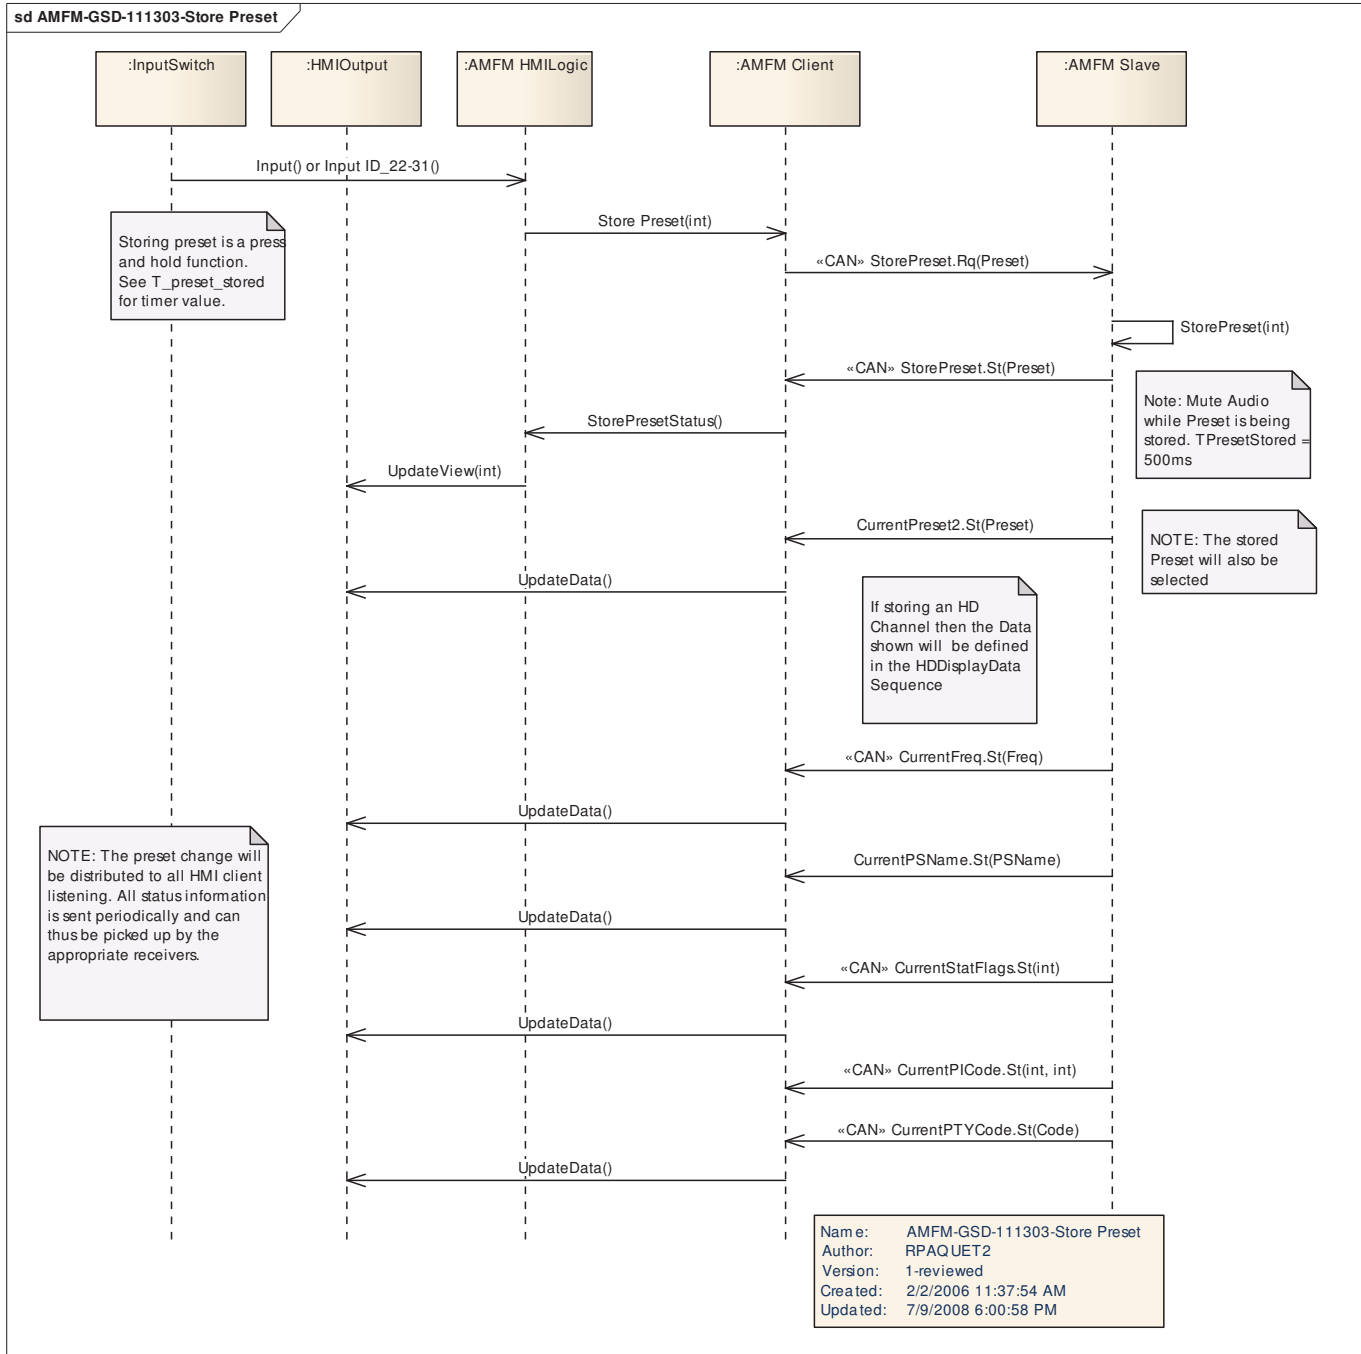 sd AMFM-GSD-111303-Store Preset
:InputSwitch
:HMIOutput
:AMFM HMILogic
:AMFM Client
:AMFM Slave
Input() or Input ID_22-31()
Storing preset is a press
and hold function.
See T_preset_stored
for timer value.
Store Preset(int)
«CAN» StorePreset.Rq(Preset)
StorePreset(int)
«CAN» StorePreset.St(Preset)
Note: Mute Audio
while Preset is being
stored. TPresetStored =
500ms
StorePresetStatus()
UpdateView(int)
CurrentPreset2.St(Preset)
NOTE: The stored
Preset will also be
selected
UpdateData()
If storing an HD
Channel then the Data
shown will be defined
in the HDDisplayData
Sequence
«CAN» CurrentFreq.St(Freq)
UpdateData()
NOTE: The preset change will
be distributed to all HMI client
listening. All status information
is sent periodically and can
thus be picked up by the
appropriate receivers.
CurrentPSName.St(PSName)
UpdateData()
«CAN» CurrentStatFlags.St(int)
UpdateData()
«CAN» CurrentPICode.St(int, int)
«CAN» CurrentPTYCode.St(Code)
UpdateData()
Name: AMFM-GSD-111303-Store Preset
Author: RPAQUET2
Version: 1-reviewed
Created: 2/2/2006 11:37:54 AM
Updated: 7/9/2008 6:00:58 PM